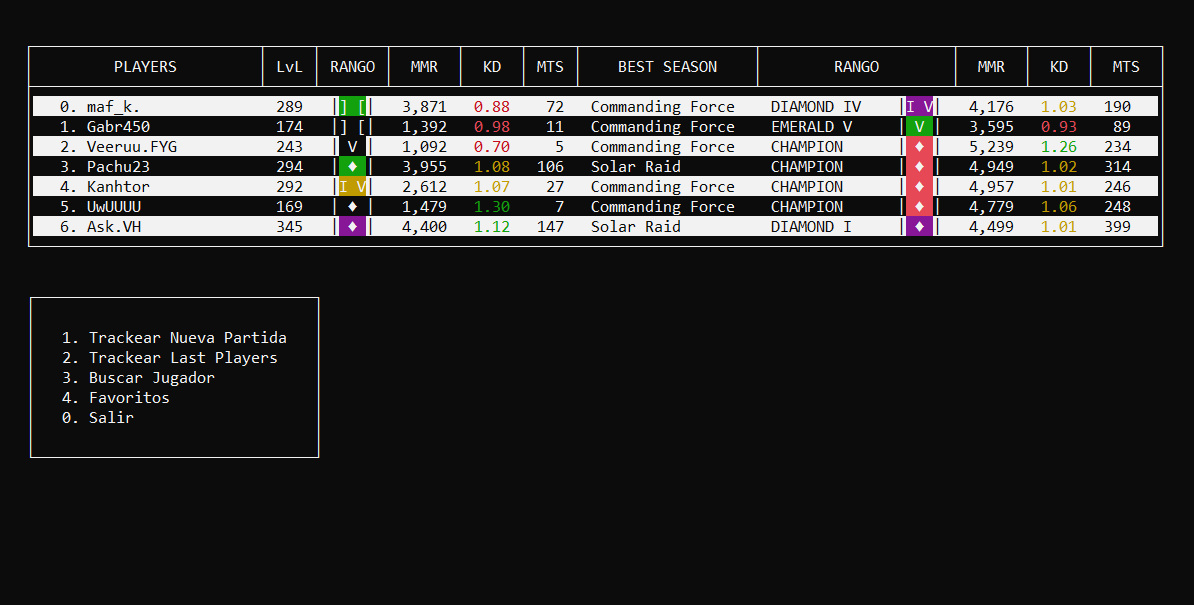 PLAYERS LvL RANGO MMR KD MTS BEST SEASON RANGO MMR KD MTS
0. maf_k. 289 |] [| 3,871 0.88 72 Commanding Force DIAMOND IV |I V| 4,176 1.03 190
1. Gabr450 174 |] [| 1,392 0.98 11 Commanding Force EMERALD V | V | 3,595 0.93 89
2. Veeruu.FYG 243 | V | 1,092 0.70 5 Commanding Force CHAMPION | ♦ | 5,239 1.26 234
3. Pachu23 294 | ♦ | 3,955 1.08 106 Solar Raid CHAMPION | ♦ | 4,949 1.02 314
4. Kanhtor 292 |I V| 2,612 1.07 27 Commanding Force CHAMPION | ♦ | 4,957 1.01 246
5. UwUUUU 169 | ♦ | 1,479 1.30 7 Commanding Force CHAMPION | ♦ | 4,779 1.06 248
6. Ask.VH 345 | ♦ | 4,400 1.12 147 Solar Raid DIAMOND I | ♦ | 4,499 1.01 399
1. Trackear Nueva Partida
2. Trackear Last Players
3. Buscar Jugador
4. Favoritos
0. Salir